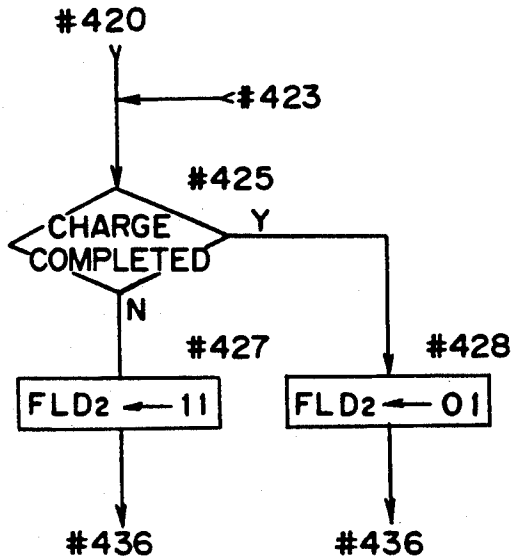 #420
#423
#425
CHARGE
COMPLETED
Y
N
#427
#428
FLD2 ← 11
FLD2 ← 01
#436
#436